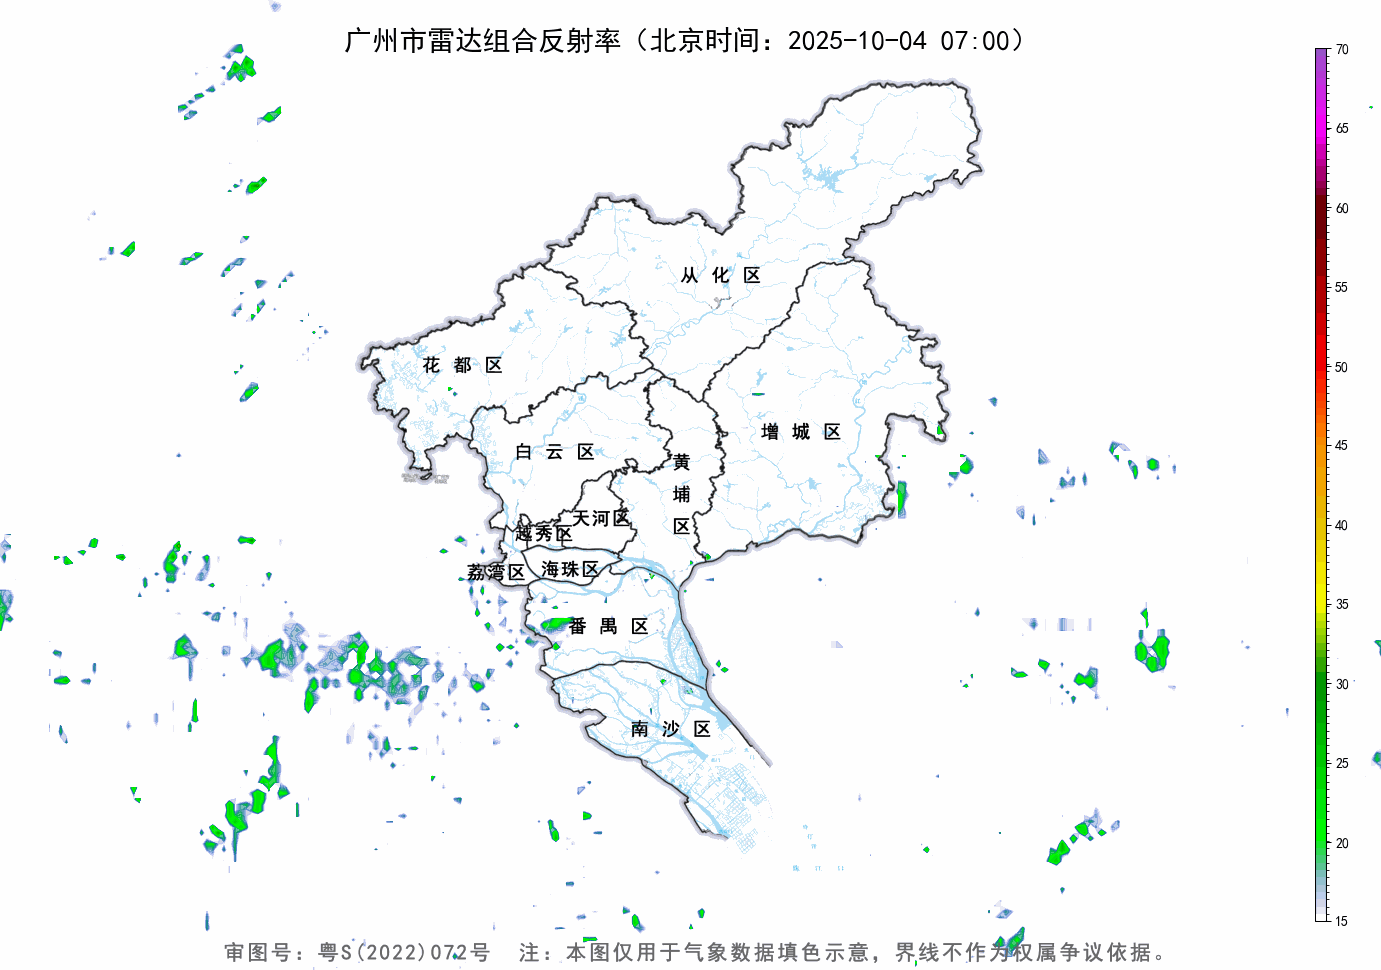 广州市雷达组合反射率（北京时间：2025-10-04 07:00）
70
65
60
55
50
45
40
35
30
25
20
15
从化区
花都区
增城区
白云区
黄埔区
天河区
越秀区
荔湾区
海珠区
番禺区
南沙区
审图号：粤S(2022)072号 注：本图仅用于气象数据填色示意，界线不作为权属争议依据。